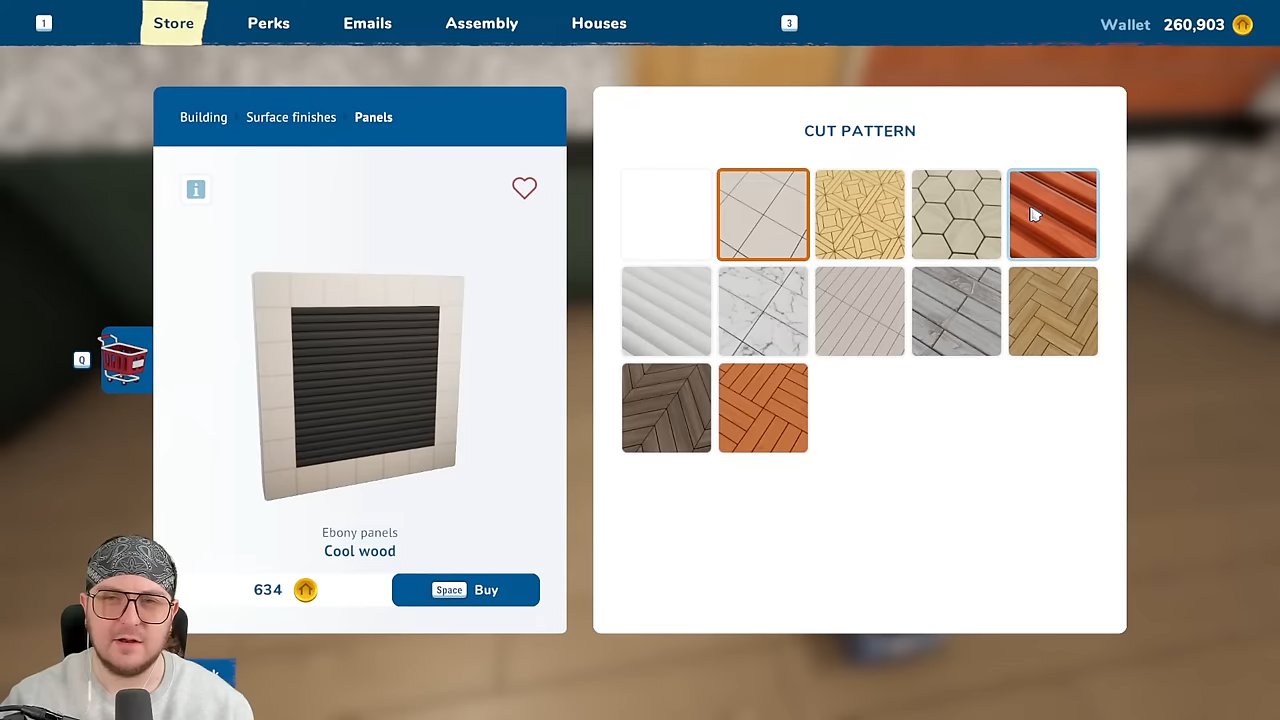 1 Store Perks Emails Assembly Houses 3 Wallet 260,903
Building Surface finishes Panels
i
CUT PATTERN
Q
Ebony panels
Cool wood
634 Space Buy